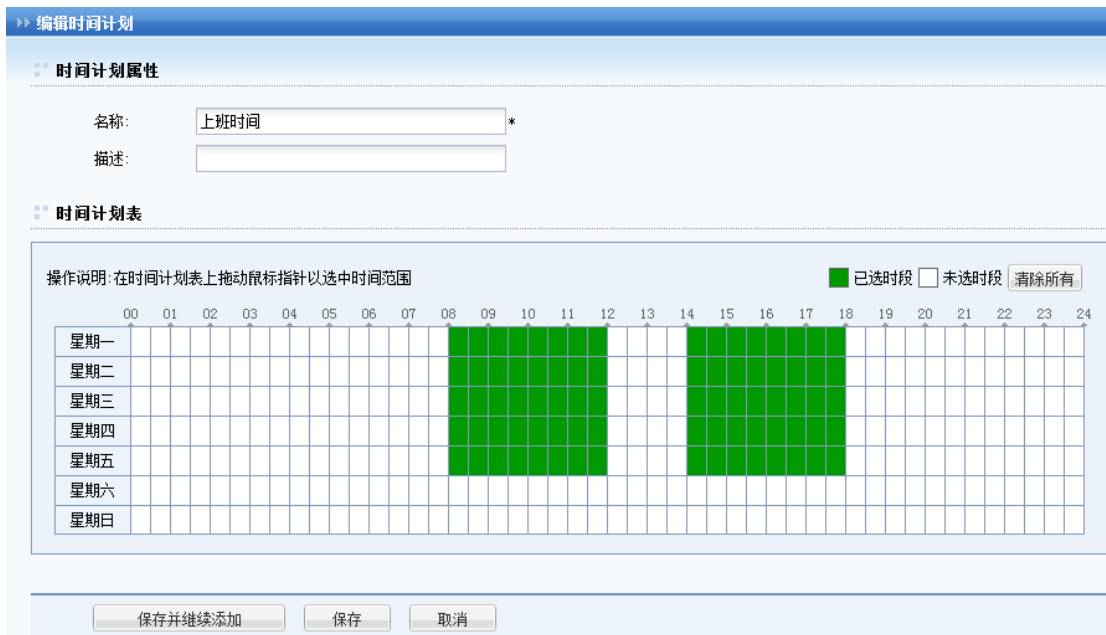 编辑时间计划
时间计划属性
名称: 上班时间 *
描述:
时间计划表
操作说明:在时间计划表上拖动鼠标指针以选中时间范围 已选时段 未选时段 清除所有
00 01 02 03 04 05 06 07 08 09 10 11 12 13 14 15 16 17 18 19 20 21 22 23 24
星期一
星期二
星期三
星期四
星期五
星期六
星期日
保存并继续添加 保存 取消